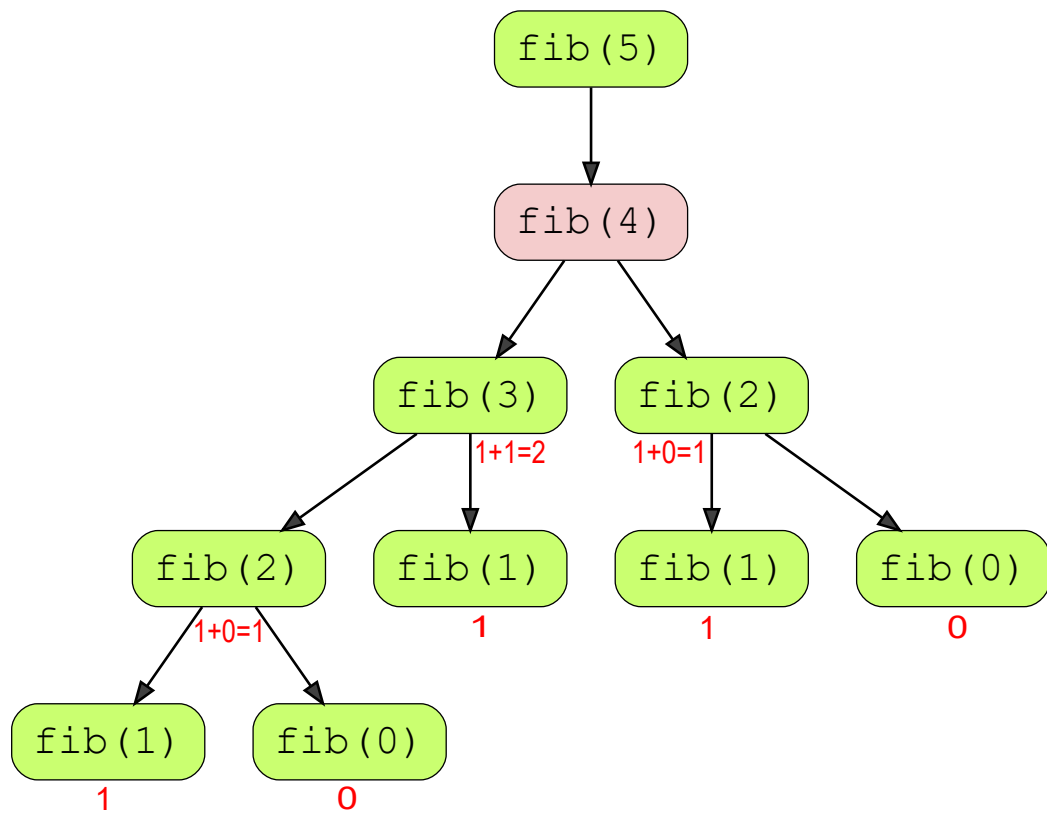 fib(5)
fib(4)
fib(3) fib(2)
1+1=2 1+0=1
fib(2) fib(1) fib(1) fib(0)
1+0=1 1 1 0
fib(1) fib(0)
1 0